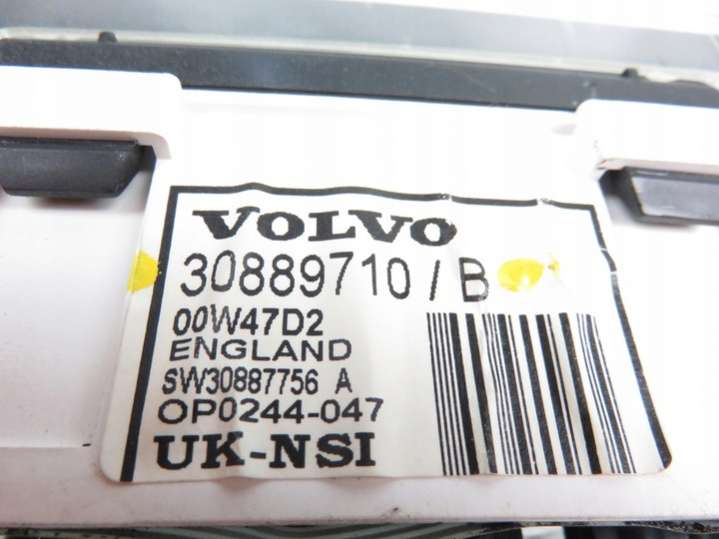 VOLVO
30889710/B
00W47D2
ENGLAND
SW30887756 A
OP0244-047
UK-NSI